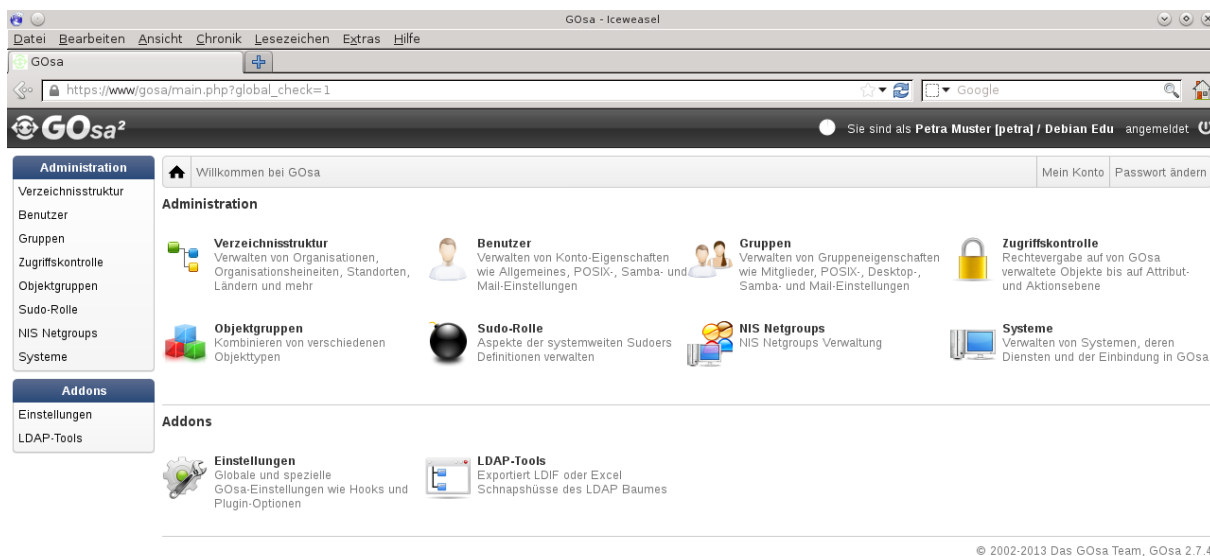 GOsa - Iceweasel
Datei Bearbeiten Ansicht Chronik Lesezeichen Extras Hilfe
GOsa
https://www/gosa/main.php?global_check=1
Google
GOsa²
Sie sind als Petra Muster [petra] / Debian Edu angemeldet
Administration
Verzeichnisstruktur
Benutzer
Gruppen
Zugriffskontrolle
Objektgruppen
Sudo-Rolle
NIS Netgroups
Systeme
Addons
Einstellungen
LDAP-Tools
Willkommen bei GOsa
Mein Konto
Passwort ändern
Administration
Verzeichnisstruktur
Verwalten von Organisationen,
Organisationsheineiten, Standorten,
Ländern und mehr
Benutzer
Verwalten von Konto-Eigenschaften
wie Allgemeines, POSIX-, Samba- und
Mail-Einstellungen
Gruppen
Verwalten von Gruppeneigenschaften
wie Mitglieder, POSIX-, Desktop-,
Samba- und Mail-Einstellungen
Zugriffskontrolle
Rechtevergabe auf von GOsa
verwaltete Objekte bis auf Attribut-
und Aktionsebene
Objektgruppen
Kombinieren von verschiedenen
Objekttypen
Sudo-Rolle
Aspekte der systemweiten Sudoers
Definitionen verwalten
NIS Netgroups
NIS Netgroups Verwaltung
Systeme
Verwalten von Systemen, deren
Diensten und der Einbindung in GOsa
Addons
Einstellungen
Globale und spezielle
GOsa-Einstellungen wie Hooks und
Plugin-Optionen
LDAP-Tools
Exportiert LDIF oder Excel
Schnapshüsse des LDAP Baumes
© 2002-2013 Das GOsa Team, GOsa 2.7.4